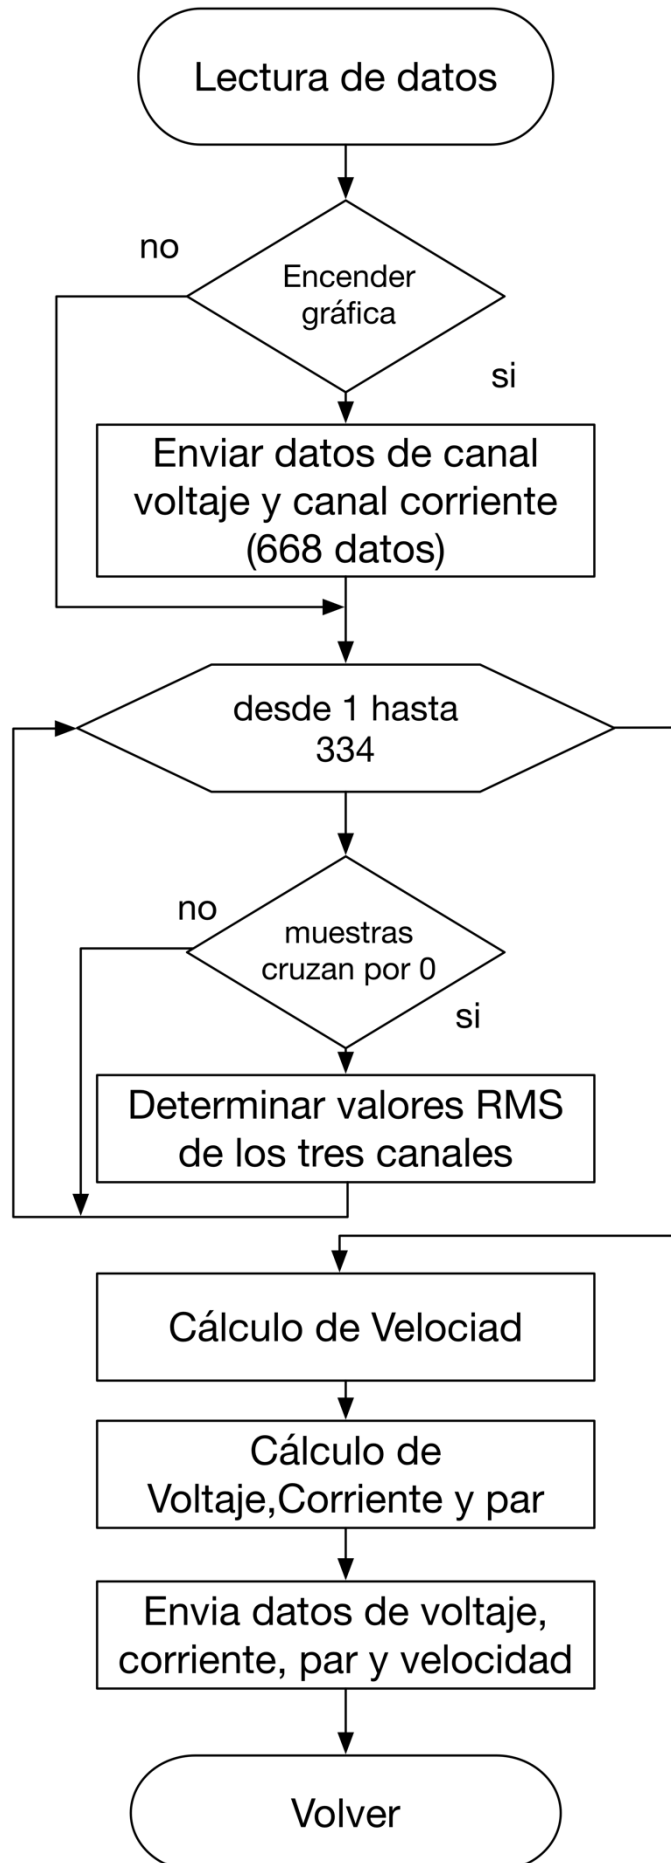 Lectura de datos
no
Encender
gráfica
si
Enviar datos de canal
voltaje y canal corriente
(668 datos)
desde 1 hasta
334
no
muestras
cruzan por 0
si
Determinar valores RMS
de los tres canales
Cálculo de Velociad
Cálculo de
Voltaje,Corriente y par
Envia datos de voltaje,
corriente, par y velocidad
Volver